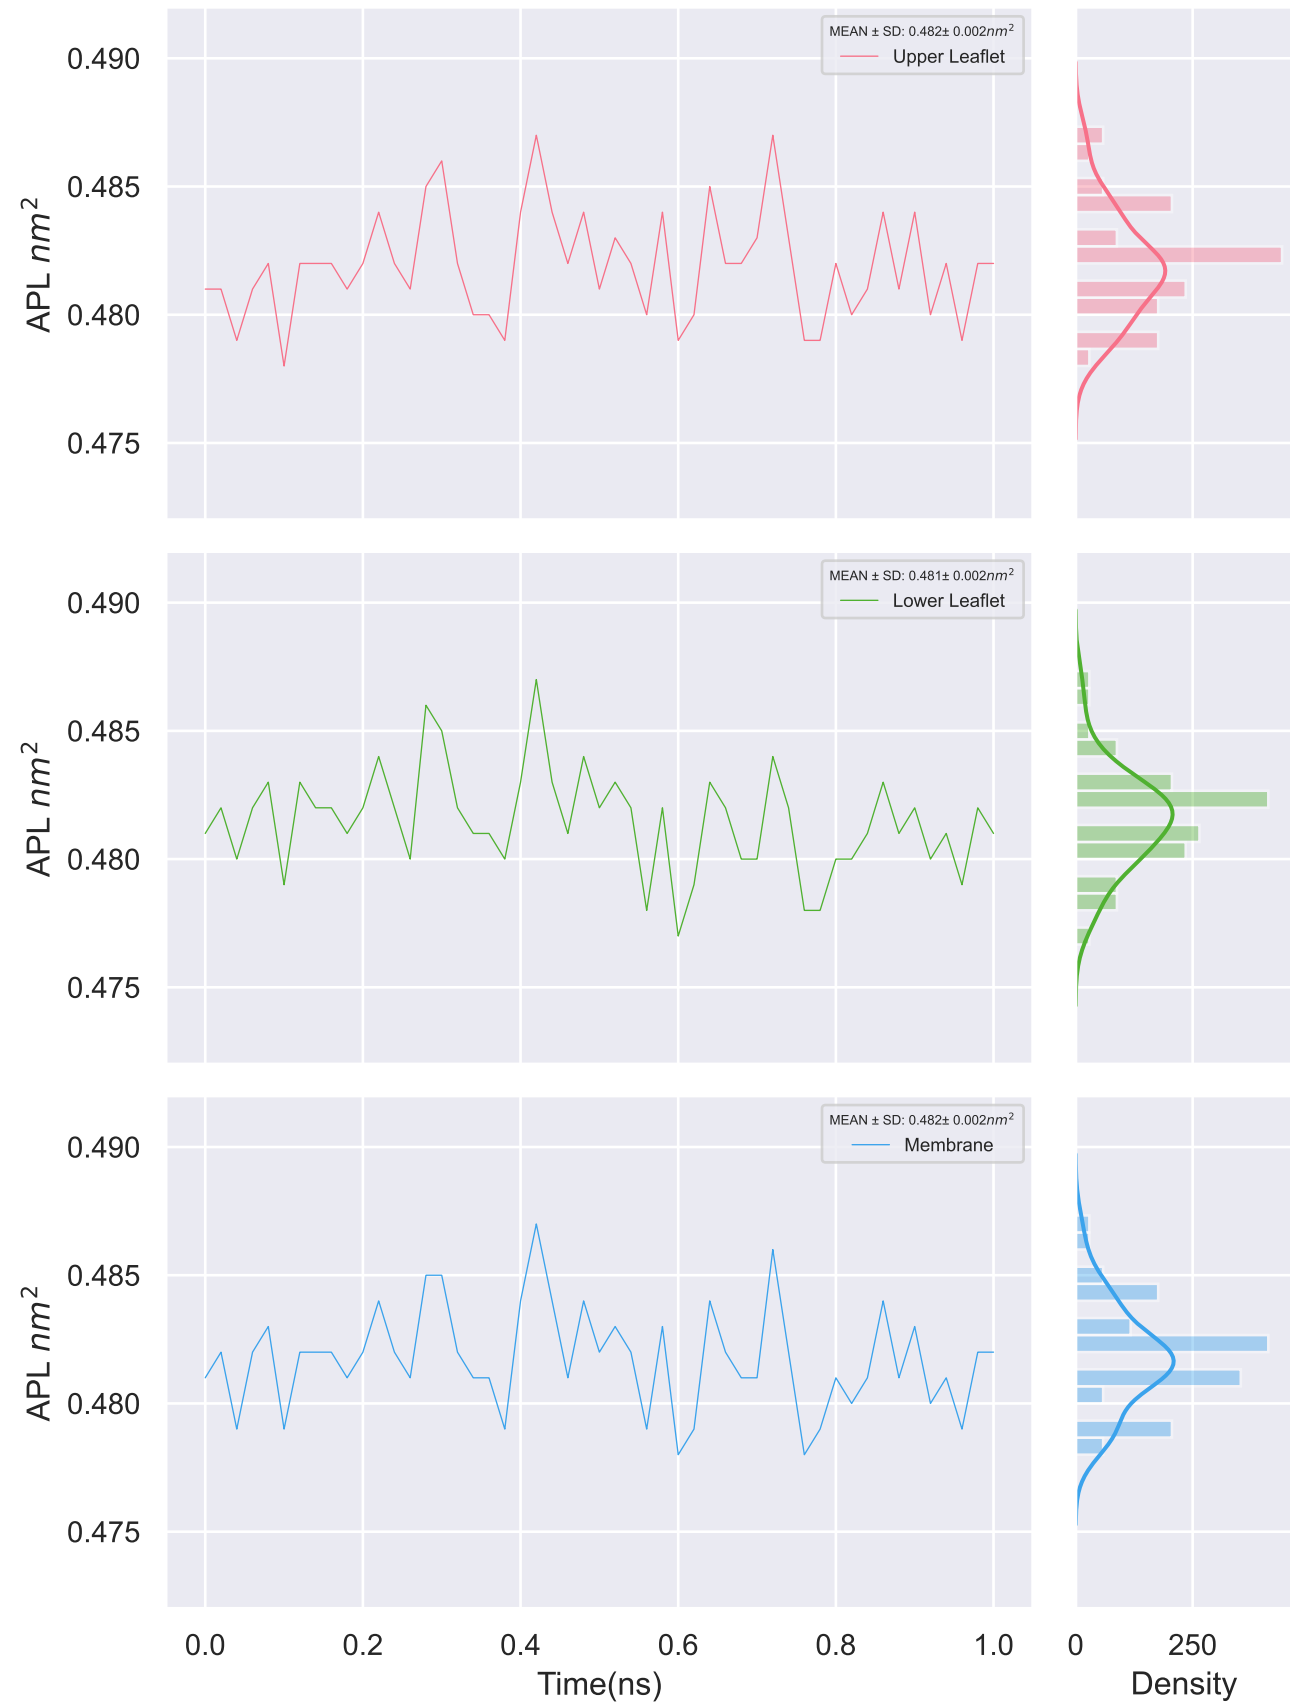 MEAN ± SD: 0.482± 0.002nm²
Upper Leaflet
0.490
0.485
0.480
0.475
APL nm²
MEAN ± SD: 0.481± 0.002nm²
Lower Leaflet
0.490
0.485
0.480
0.475
APL nm²
MEAN ± SD: 0.482± 0.002nm²
Membrane
0.490
0.485
0.480
0.475
APL nm²
0.0 0.2 0.4 0.6 0.8 1.0 0 250
Time(ns) Density